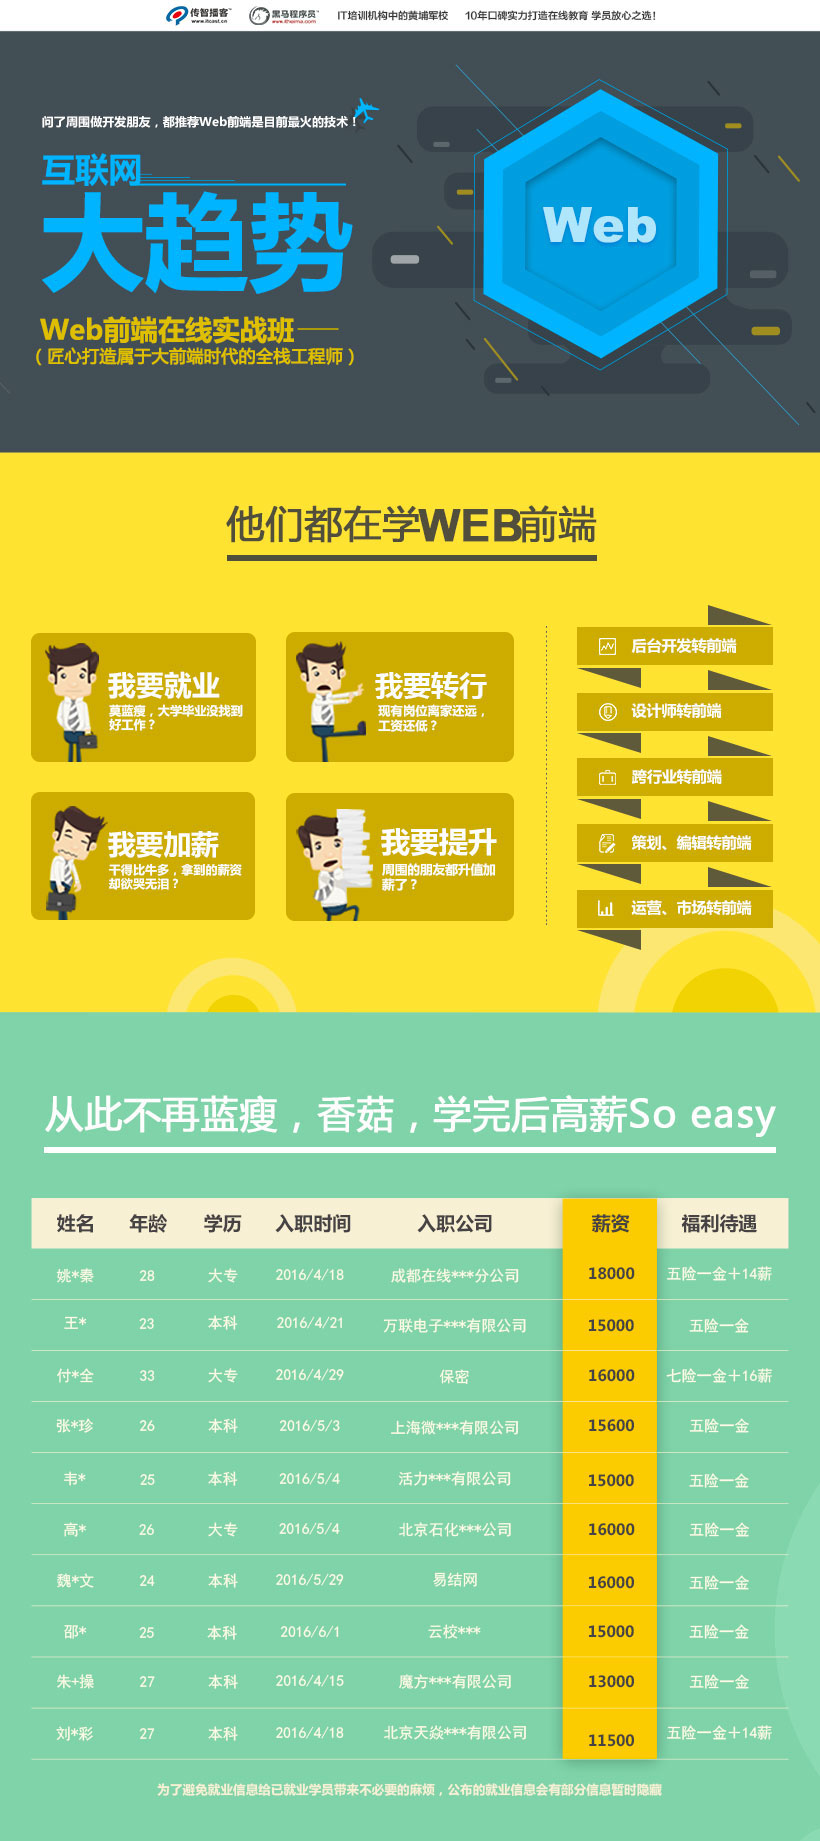 传智播客™
www.itcast.cn
黑马程序员™
www.itheima.com
IT培训机构中的黄埔军校
10年口碑实力打造在线教育 学员放心之选！
问了周围做开发朋友，都推荐Web前端是目前最火的技术！
互联网
大趋势
Web前端在线实战班
（ 匠心打造属于大前端时代的全栈工程师 ）
Web
他们都在学WEB前端
我要就业
莫蓝瘦，大学毕业没找到
好工作？
我要转行
现有岗位离家还远，
工资还低？
我要加薪
干得比牛多，拿到的薪资
却欲哭无泪？
我要提升
周围的朋友都升值加
薪了？
后台开发转前端
设计师转前端
跨行业转前端
策划、编辑转前端
运营、市场转前端
从此不再蓝瘦，香菇，学完后高薪So easy
姓名 年龄 学历 入职时间 入职公司 薪资 福利待遇
姚*秦 28 大专 2016/4/18 成都在线***分公司 18000 五险一金+14薪
王* 23 本科 2016/4/21 万联电子***有限公司 15000 五险一金
付*全 33 大专 2016/4/29 保密 16000 七险一金+16薪
张*珍 26 本科 2016/5/3 上海微***有限公司 15600 五险一金
韦* 25 本科 2016/5/4 活力***有限公司 15000 五险一金
高* 26 大专 2016/5/4 北京石化***公司 16000 五险一金
魏*文 24 本科 2016/5/29 易结网 16000 五险一金
邵* 25 本科 2016/6/1 云校*** 15000 五险一金
朱+操 27 本科 2016/4/15 魔方***有限公司 13000 五险一金
刘*彩 27 本科 2016/4/18 北京天焱***有限公司 11500 五险一金+14薪
为了避免就业信息给已就业学员带来不必要的麻烦，公布的就业信息会有部分信息暂时隐藏